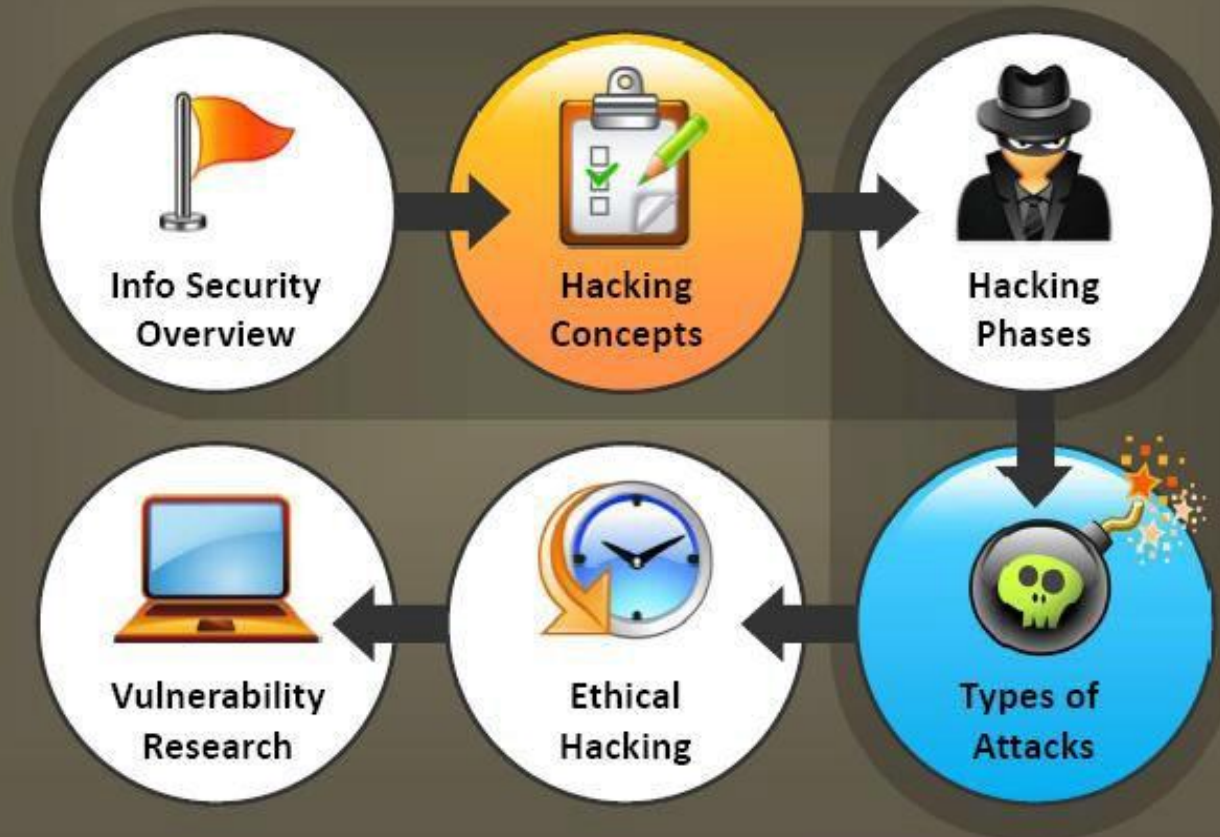 Info Security
Overview
Hacking
Concepts
Hacking
Phases
Types of
Attacks
Ethical
Hacking
Vulnerability
Research